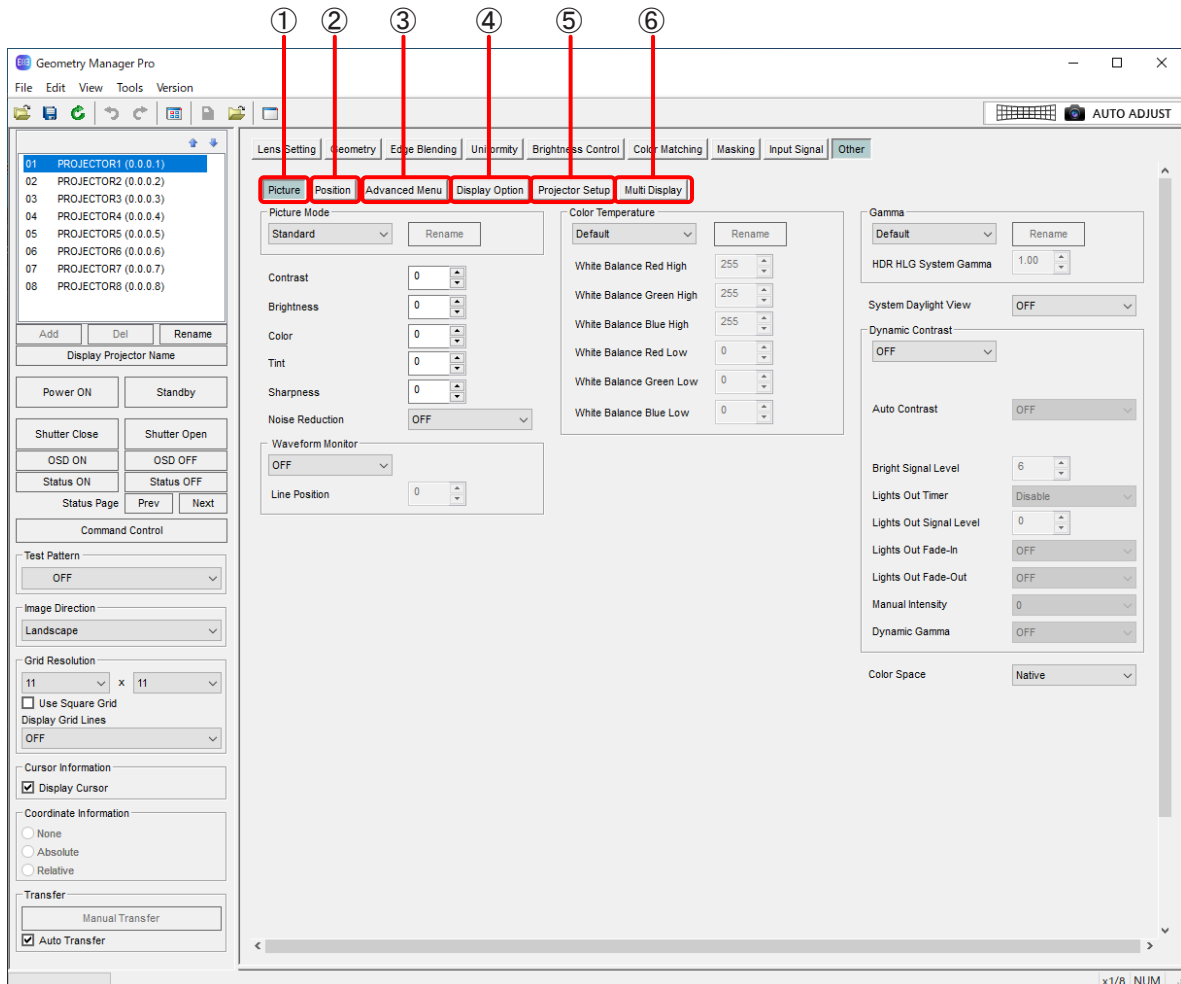 ① ② ③ ④ ⑤ ⑥
Geometry Manager Pro
File Edit View Tools Version
AUTO ADJUST
01 PROJECTOR1 (0.0.0.1)
02 PROJECTOR2 (0.0.0.2)
03 PROJECTOR3 (0.0.0.3)
04 PROJECTOR4 (0.0.0.4)
05 PROJECTOR5 (0.0.0.5)
06 PROJECTOR6 (0.0.0.6)
07 PROJECTOR7 (0.0.0.7)
08 PROJECTOR8 (0.0.0.8)
Add Del Rename
Display Projector Name
Power ON Standby
Shutter Close Shutter Open
OSD ON OSD OFF
Status ON Status OFF
Status Page Prev Next
Command Control
Test Pattern
OFF
Image Direction
Landscape
Grid Resolution
11 x 11
Use Square Grid
Display Grid Lines
OFF
Cursor Information
Display Cursor
Coordinate Information
None
Absolute
Relative
Transfer
Manual Transfer
Auto Transfer
Lens Setting Geometry Edge Blending Uniformity Brightness Control Color Matching Masking Input Signal Other
Picture Position Advanced Menu Display Option Projector Setup Multi Display
Picture Mode
Standard Rename
Contrast 0
Brightness 0
Color 0
Tint 0
Sharpness 0
Noise Reduction OFF
Waveform Monitor
OFF
Line Position 0
Color Temperature
Default Rename
White Balance Red High 255
White Balance Green High 255
White Balance Blue High 255
White Balance Red Low 0
White Balance Green Low 0
White Balance Blue Low 0
Gamma
Default Rename
HDR HLG System Gamma 1.00
System Daylight View OFF
Dynamic Contrast
OFF
Auto Contrast OFF
Bright Signal Level 6
Lights Out Timer Disable
Lights Out Signal Level 0
Lights Out Fade-In OFF
Lights Out Fade-Out OFF
Manual Intensity 0
Dynamic Gamma OFF
Color Space Native
x1/8 NUM